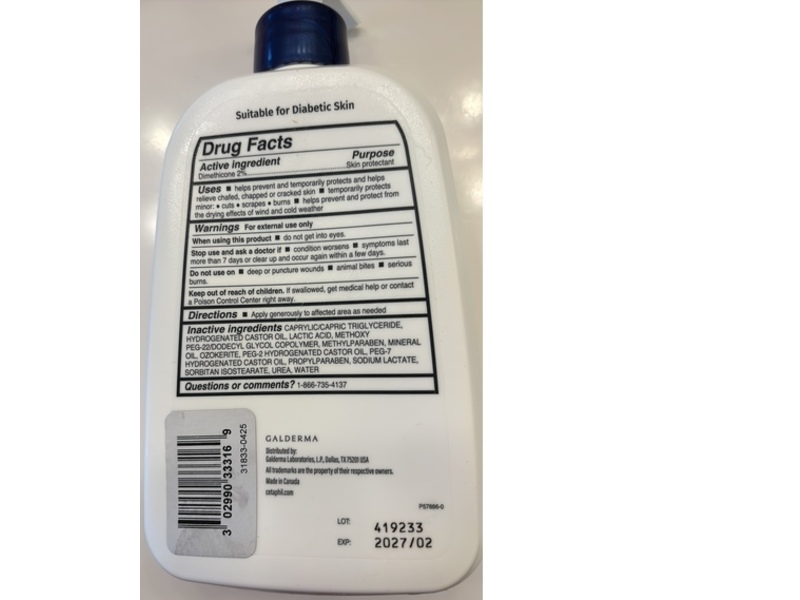 Suitable for Diabetic Skin
Drug Facts
Active ingredient Purpose
Dimethicone 2% Skin protectant
Uses ■ helps prevent and temporarily protects and helps
relieve chafed, chapped or cracked skin ■ temporarily protects
minor: • cuts • scrapes • burns ■ helps prevent and protect from
the drying effects of wind and cold weather
Warnings For external use only
When using this product ■ do not get into eyes.
Stop use and ask a doctor if ■ condition worsens ■ symptoms last
more than 7 days or clear up and occur again within a few days.
Do not use on ■ deep or puncture wounds ■ animal bites ■ serious
burns.
Keep out of reach of children. If swallowed, get medical help or contact
a Poison Control Center right away.
Directions ■ Apply generously to affected area as needed
Inactive ingredients CAPRYLIC/CAPRIC TRIGLYCERIDE,
HYDROGENATED CASTOR OIL, LACTIC ACID, METHOXY
PEG-22/DODECYL GLYCOL COPOLYMER, METHYLPARABEN, MINERAL
OIL, OZOKERITE, PEG-2 HYDROGENATED CASTOR OIL, PEG-7
HYDROGENATED CASTOR OIL, PROPYLPARABEN, SODIUM LACTATE,
SORBITAN ISOSTEARATE, UREA, WATER
Questions or comments? 1-866-735-4137
3 02990 33316 9
31833-0425
GALDERMA
Distributed by:
Galderma Laboratories, L.P., Dallas, TX 75201 USA
All trademarks are the property of their respective owners.
Made in Canada
cetaphil.com
P57666-0
LOT: 419233
EXP: 2027/02